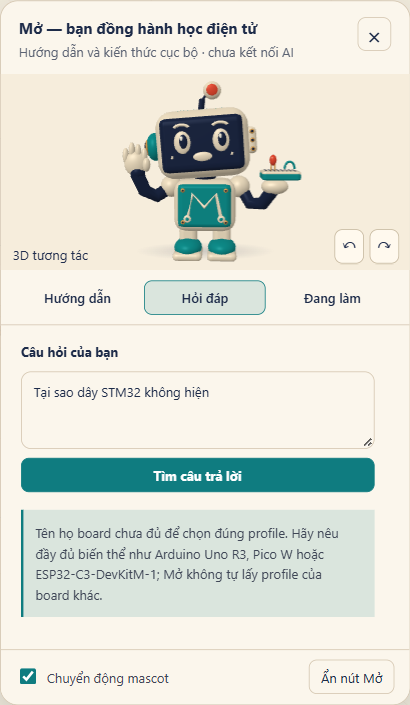 Mở — bạn đồng hành học điện tử
Hướng dẫn và kiến thức cục bộ · chưa kết nối AI
M
3D tương tác
Hướng dẫn
Hỏi đáp
Đang làm
Câu hỏi của bạn
Tại sao dây STM32 không hiện
Tìm câu trả lời
Tên họ board chưa đủ để chọn đúng profile. Hãy nêu
đầy đủ biến thể như Arduino Uno R3, Pico W hoặc
ESP32-C3-DevKitM-1; Mở không tự lấy profile của
board khác.
Chuyển động mascot
Ẩn nút Mở